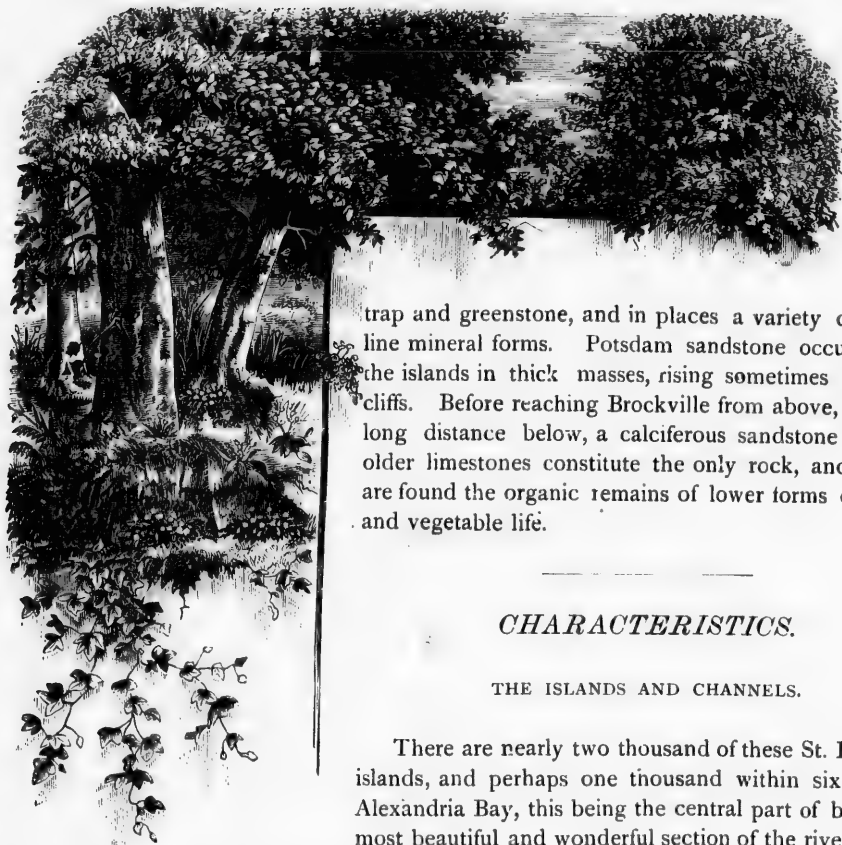 trap and greenstone, and in places a variety
line mineral forms. Potsdam sandstone occu
the islands in thick masses, rising sometimes
cliffs. Before reaching Brockville from above,
long distance below, a calciferous sandstone
older limestones constitute the only rock, and
are found the organic remains of lower forms
and vegetable life.
CHARACTERISTICS.
THE ISLANDS AND CHANNELS.
There are nearly two thousand of these St.
islands, and perhaps one thousand within six
Alexandria Bay, this being the central part of b
most beautiful and wonderful section of the rive